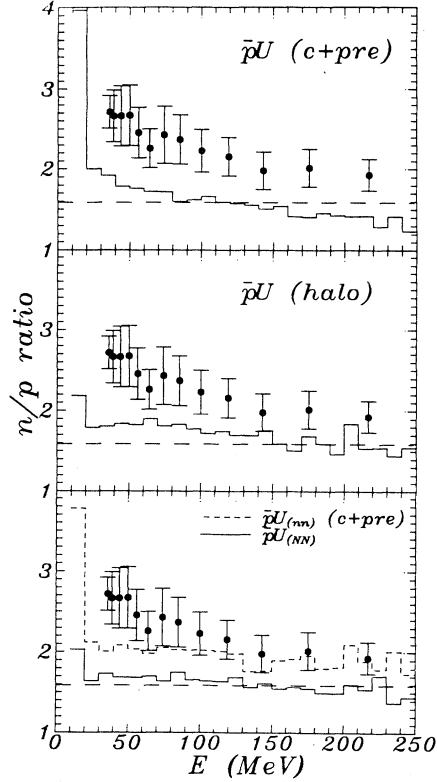 4
p̄U (c+pre)
3
2
1
p̄U (halo)
3
2
n/p ratio
1
p̄U(nn) (c+pre)
p̄U(NN)
3
2
1
0 50 100 150 200 250
E (MeV)